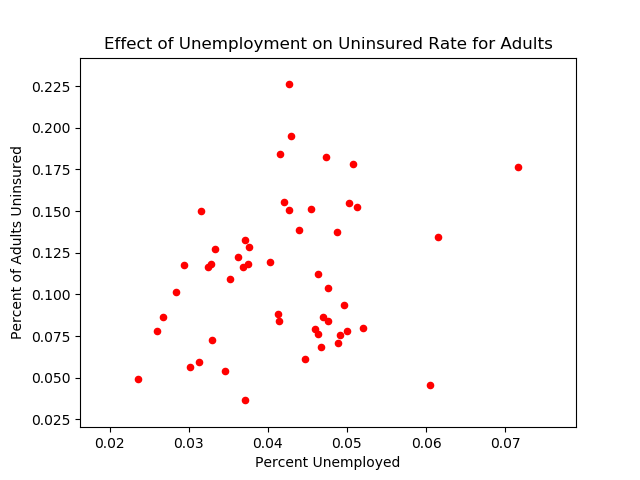 Effect of Unemployment on Uninsured Rate for Adults
0.225
0.200
0.175
0.150
0.125
0.100
0.075
0.050
0.025
Percent of Adults Uninsured
0.02 0.03 0.04 0.05 0.06 0.07
Percent Unemployed